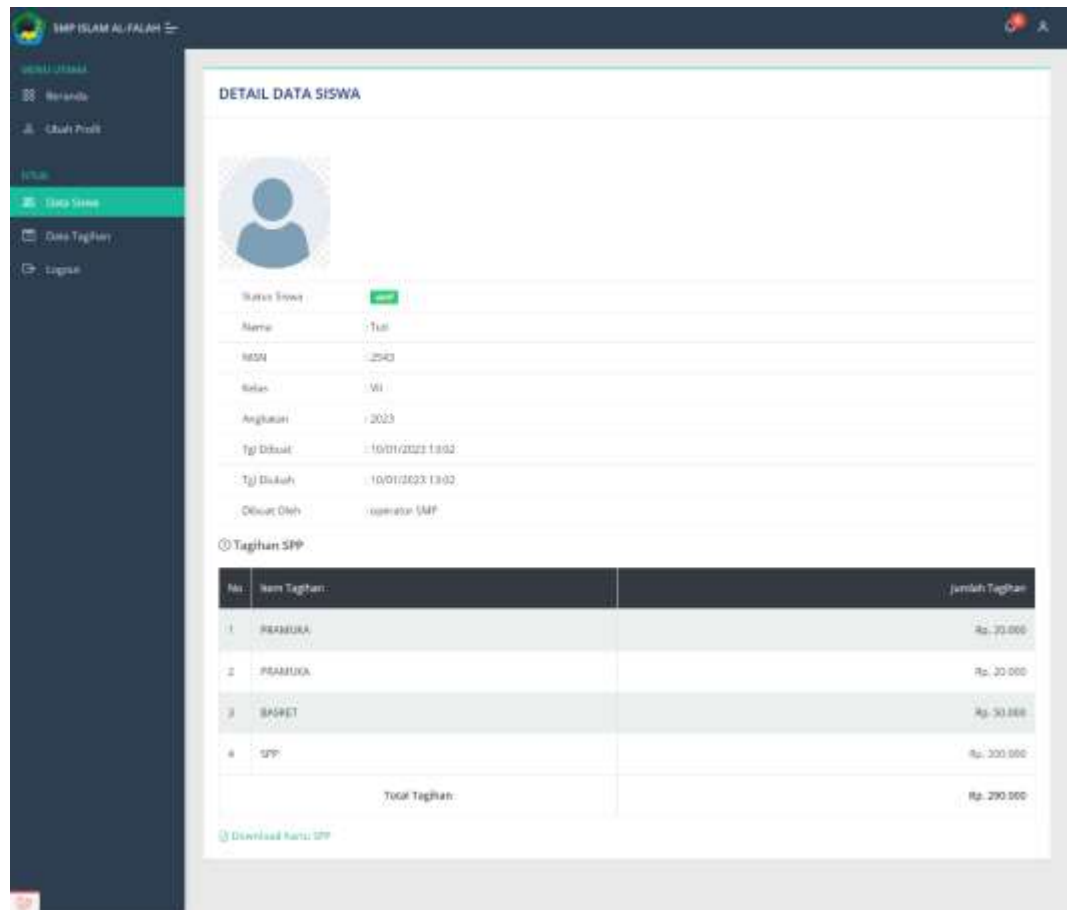 SMP ISLAM AL-FALAH
MENU UTAMA
Beranda
Ubah Profil
Data Siswa
Data Tagihan
Logout
DETAIL DATA SISWA
Status Siswa aktif
Nama : Tuti
NISN : 2543
Kelas : VII
Angkatan : 2023
Tgl Dibuat : 10/01/2023 13:02
Tgl Diubah : 10/01/2023 13:02
Dibuat Oleh : operator SMP
Tagihan SPP
No Item Tagihan Jumlah Tagihan
1 PRAMUKA Rp. 20.000
2 PRAMUKA Rp. 20.000
3 BASKET Rp. 50.000
4 SPP Rp. 200.000
Total Tagihan Rp. 290.000
Download Kartu SPP